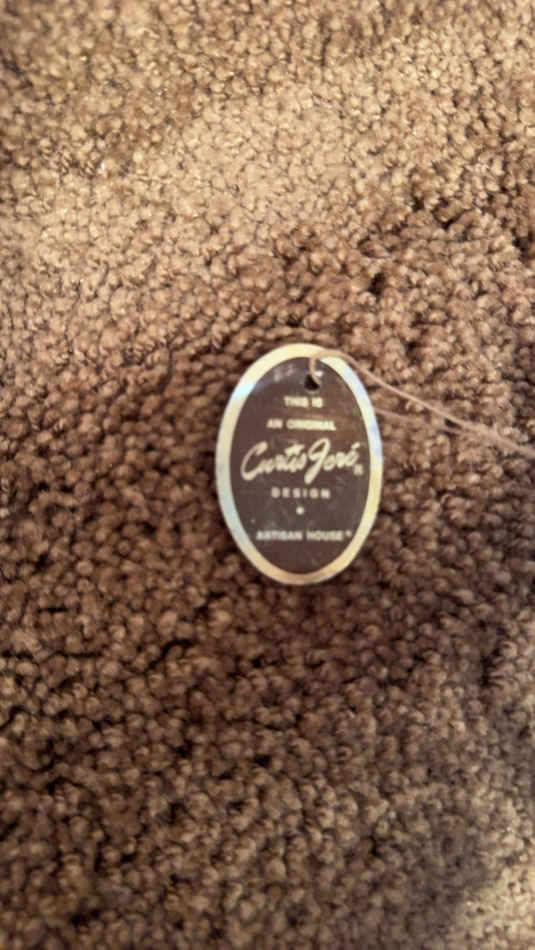 THIS IS
AN ORIGINAL
Curtis Jeré®
DESIGN
ARTISAN HOUSE®